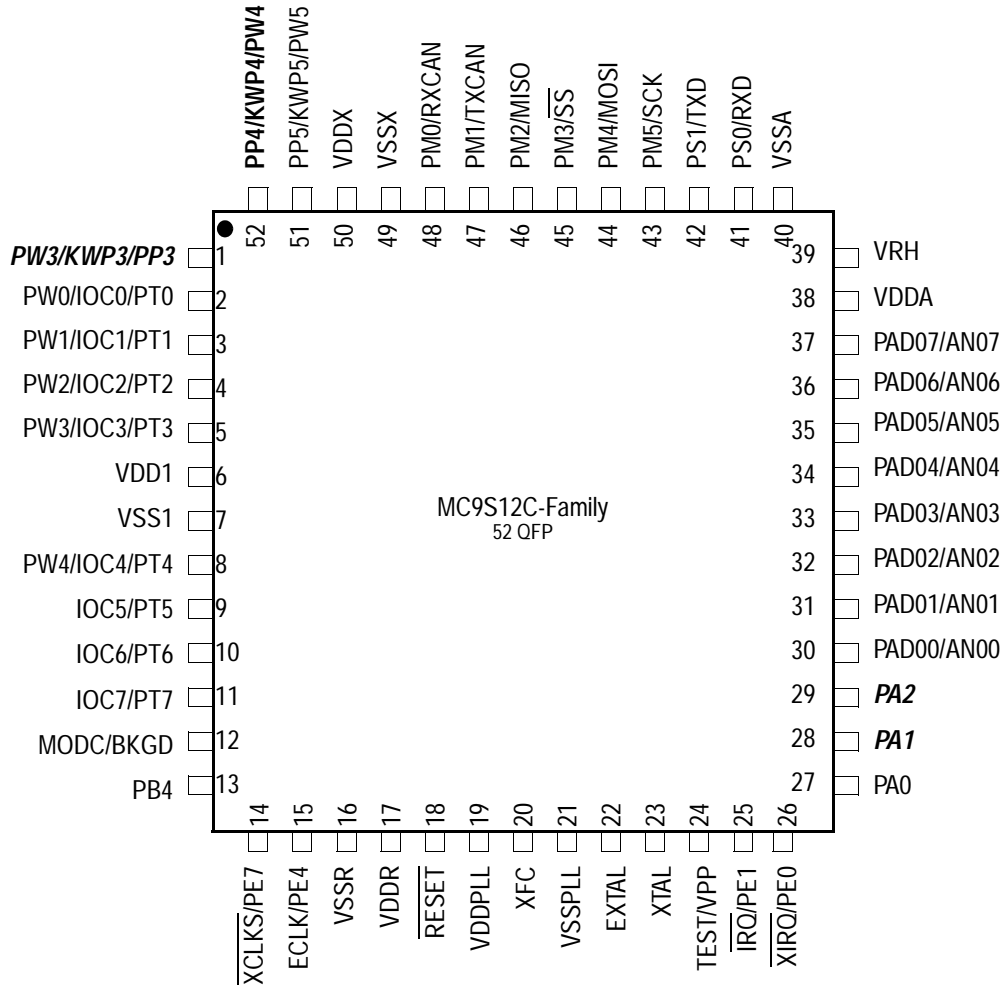 PP4/KWP4/PW4
PP5/KWP5/PW5
VDDX
VSSX
PM0/RXCAN
PM1/TXCAN
PM2/MISO
PM3/SS
PM4/MOSI
PM5/SCK
PS1/TXD
PS0/RXD
VSSA
52
51
50
49
48
47
46
45
44
43
42
41
40
PW3/KWP3/PP3 1
PW0/IOC0/PT0 2
PW1/IOC1/PT1 3
PW2/IOC2/PT2 4
PW3/IOC3/PT3 5
VDD1 6
VSS1 7
PW4/IOC4/PT4 8
IOC5/PT5 9
IOC6/PT6 10
IOC7/PT7 11
MODC/BKGD 12
PB4 13
MC9S12C-Family
52 QFP
39 VRH
38 VDDA
37 PAD07/AN07
36 PAD06/AN06
35 PAD05/AN05
34 PAD04/AN04
33 PAD03/AN03
32 PAD02/AN02
31 PAD01/AN01
30 PAD00/AN00
29 PA2
28 PA1
27 PA0
14
15
16
17
18
19
20
21
22
23
24
25
26
XCLKS/PE7
ECLK/PE4
VSSR
VDDR
RESET
VDDPLL
XFC
VSSPLL
EXTAL
XTAL
TEST/VPP
IRQ/PE1
XIRQ/PE0